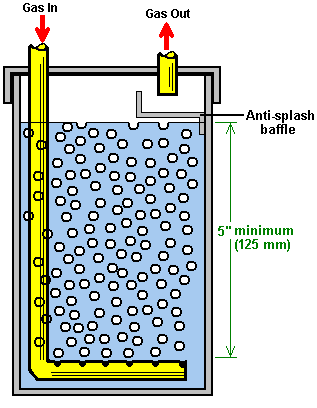 Gas In
Gas Out
Anti-splash
baffle
5" minimum
(125 mm)